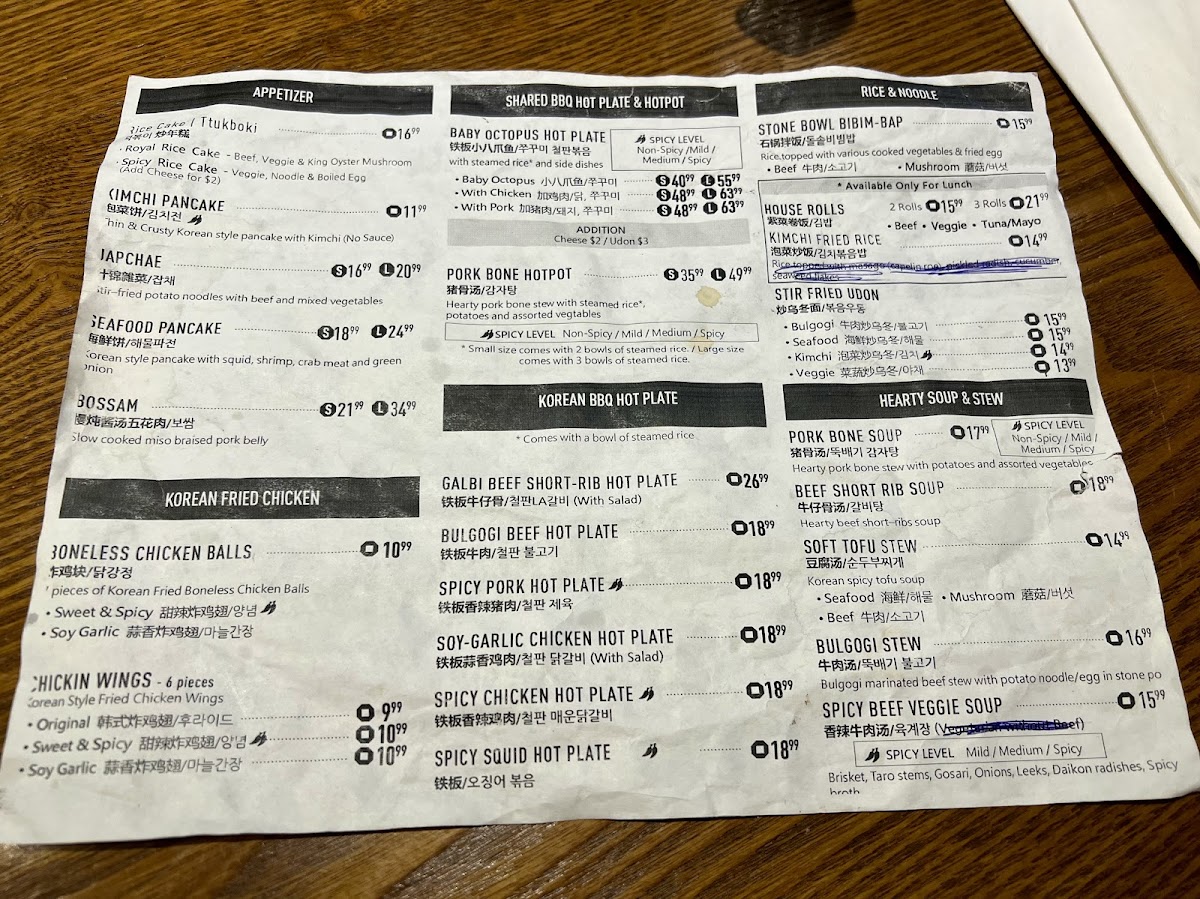 APPETIZER
Rice Cake / Ttukboki 16.99
떡볶이 炒年糕
• Royal Rice Cake - Beef, Veggie & King Oyster Mushroom
• Spicy Rice Cake - Veggie, Noodle & Boiled Egg
(Add Cheese for $2)
KIMCHI PANCAKE 11.99
泡菜饼/김치전
Thin & Crusty Korean style pancake with Kimchi (No Sauce)
JAPCHAE S 16.99 L 20.99
什锦雜菜/잡채
Stir-fried potato noodles with beef and mixed vegetables
SEAFOOD PANCAKE S 18.99 L 24.99
海鲜饼/해물파전
Korean style pancake with squid, shrimp, crab meat and green
onion
BOSSAM S 21.99 L 34.99
慢炖酱汤五花肉/보쌈
Slow cooked miso braised pork belly
KOREAN FRIED CHICKEN
BONELESS CHICKEN BALLS 10.99
炸鸡块/닭강정
pieces of Korean Fried Boneless Chicken Balls
• Sweet & Spicy 甜辣炸鸡翅/양념
• Soy Garlic 蒜香炸鸡翅/마늘간장
CHICKIN WINGS - 6 pieces
Korean Style Fried Chicken Wings
• Original 韩式炸鸡翅/후라이드 9.99
• Sweet & Spicy 甜辣炸鸡翅/양념 10.99
• Soy Garlic 蒜香炸鸡翅/마늘간장 10.99
SHARED BBQ HOT PLATE & HOTPOT
BABY OCTOPUS HOT PLATE
铁板小八爪鱼/쭈꾸미 철판볶음
with steamed rice* and side dishes
SPICY LEVEL
Non-Spicy /Mild /
Medium / Spicy
• Baby Octopus 小八爪鱼/쭈꾸미 S 40.99 L 55.99
• With Chicken 加鸡肉/닭, 쭈꾸미 S 48.99 L 63.99
• With Pork 加猪肉/돼지, 쭈꾸미 S 48.99 L 63.99
ADDITION
Cheese $2 / Udon $3
PORK BONE HOTPOT S 35.99 L 49.99
猪骨汤/감자탕
Hearty pork bone stew with steamed rice*,
potatoes and assorted vegtables
SPICY LEVEL Non-Spicy / Mild / Medium / Spicy
* Small size comes with 2 bowls of steamed rice. / Large size
comes with 3 bowls of steamed rice.
KOREAN BBQ HOT PLATE
* Comes with a bowl of steamed rice
GALBI BEEF SHORT-RIB HOT PLATE 26.99
铁板牛仔骨/철판LA갈비 (With Salad)
BULGOGI BEEF HOT PLATE 18.99
铁板牛肉/철판 불고기
SPICY PORK HOT PLATE 18.99
铁板香辣猪肉/철판 제육
SOY-GARLIC CHICKEN HOT PLATE 18.99
铁板蒜香鸡肉/철판 닭갈비 (With Salad)
SPICY CHICKEN HOT PLATE 18.99
铁板香辣鸡肉/철판 매운닭갈비
SPICY SQUID HOT PLATE 18.99
铁板/오징어 볶음
RICE & NOODLE
STONE BOWL BIBIM-BAP 15.99
石锅拌饭/돌솥비빔밥
Rice topped with various cooked vegetables & fried egg
• Beef 牛肉/소고기 • Mushroom 蘑菇/버섯
* Available Only For Lunch
HOUSE ROLLS 2 Rolls 15.99 3 Rolls 21.99
紫菜卷饭/김밥 • Beef • Veggie • Tuna/Mayo
KIMCHI FRIED RICE 14.99
泡菜炒饭/김치볶음밥
Rice topped with masago (capelin roe), pickled radish, cucumber,
seaweed flakes
STIR FRIED UDON
炒乌冬面/볶음우동
• Bulgogi 牛肉炒乌冬/불고기 15.99
• Seafood 海鲜炒乌冬/해물 15.99
• Kimchi 泡菜炒乌冬/김치 14.99
• Veggie 菜蔬炒乌冬/야채 13.99
HEARTY SOUP & STEW
PORK BONE SOUP 17.99
猪骨汤/뚝배기 감자탕
SPICY LEVEL
Non-Spicy / Mild /
Medium / Spicy
Hearty pork bone stew with potatoes and assorted vegetables
BEEF SHORT RIB SOUP 18.99
牛仔骨汤/갈비탕
Hearty beef short-ribs soup
SOFT TOFU STEW 14.99
豆腐汤/순두부찌개
Korean spicy tofu soup
• Seafood 海鲜/해물 • Mushroom 蘑菇/버섯
• Beef 牛肉/소고기
BULGOGI STEW 16.99
牛肉汤/뚝배기 불고기
Bulgogi marinated beef stew with potato noodle/egg in stone po
SPICY BEEF VEGGIE SOUP 15.99
香辣牛肉汤/육계장 (Vegetarian without Beef)
SPICY LEVEL Mild / Medium / Spicy
Brisket, Taro stems, Gosari, Onions, Leeks, Daikon radishes, Spicy
broth